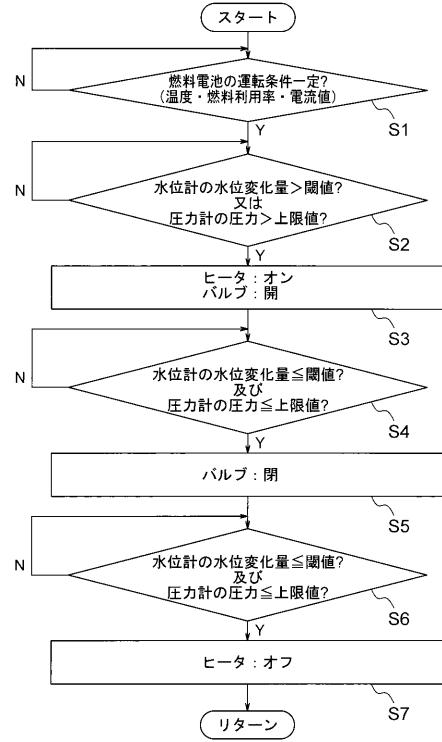 スタート
燃料電池の運転条件一定?
(温度・燃料利用率・電流値)
N
S1
Y
水位計の水位変化量>閾値?
又は
圧力計の圧力>上限値?
N
S2
Y
ヒータ:オン
バルブ:開
S3
水位計の水位変化量≦閾値?
及び
圧力計の圧力≦上限値?
N
S4
Y
バルブ:閉
S5
水位計の水位変化量≦閾値?
及び
圧力計の圧力≦上限値?
N
S6
Y
ヒータ:オフ
S7
リターン